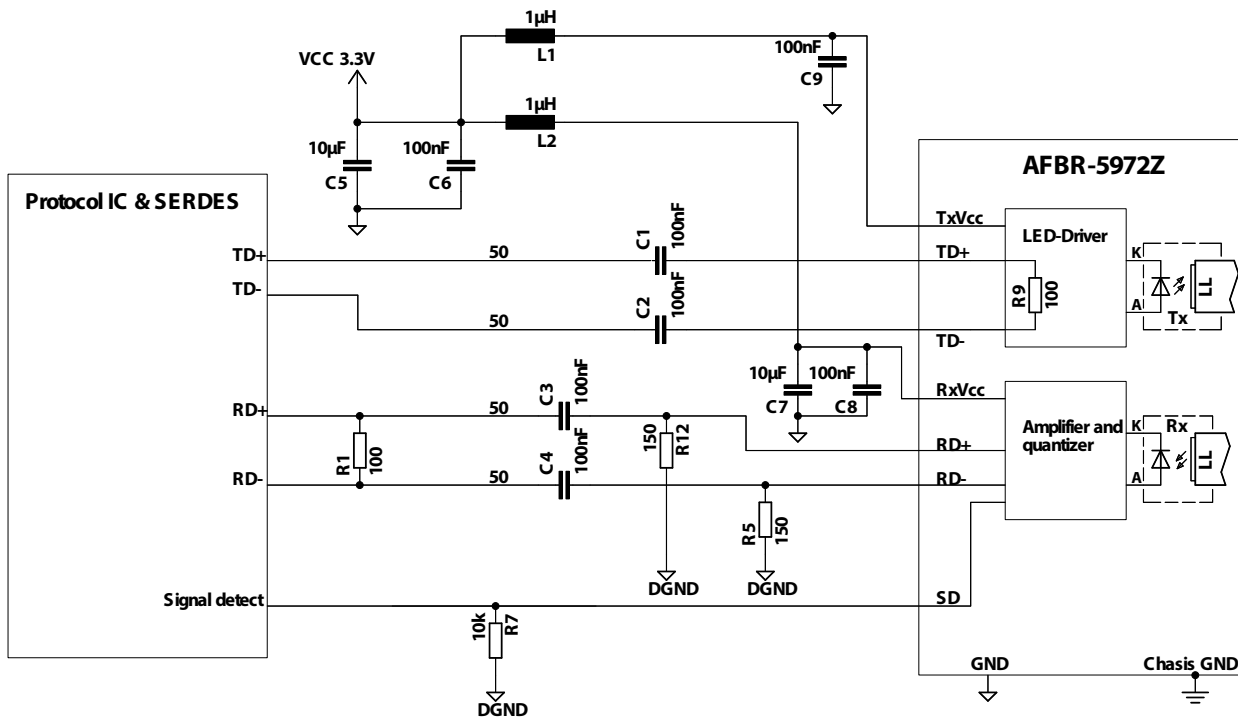 1µH
L1
VCC 3.3V
100nF
C9
1µH
L2
10µF
C5
100nF
C6
AFBR-5972Z
Protocol IC & SERDES
TxVcc
LED-Driver
TD+
50
C1
100nF
TD+
R9
100
K
A
Tx
LL
TD-
50
C2
100nF
TD-
10µF
C7
100nF
C8
RxVcc
Amplifier and
quantizer
K
A
Rx
LL
RD+
50
C3
100nF
150
R12
RD+
R1
100
RD-
50
C4
100nF
RD-
R5
150
DGND
DGND
Signal detect
SD
10k
R7
DGND
GND
Chasis GND